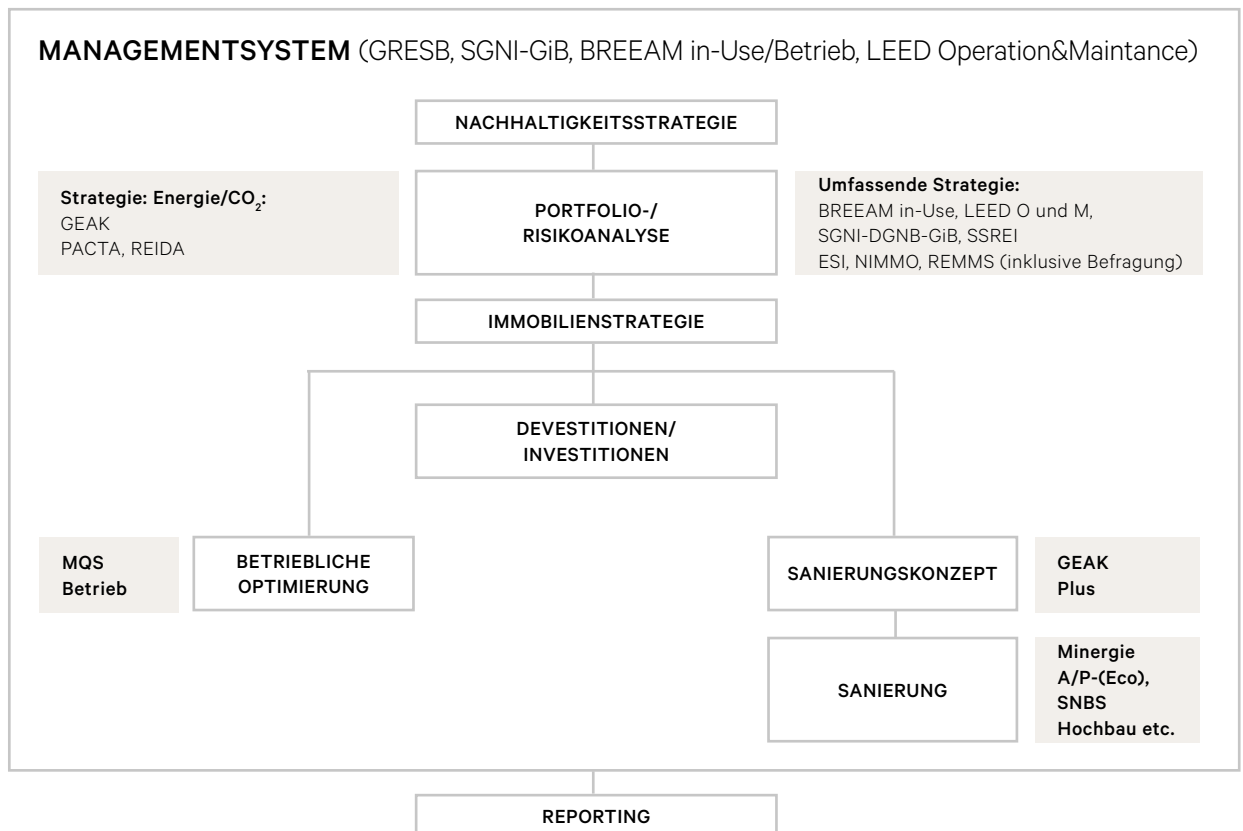 MANAGEMENTSYSTEM (GRESB, SGNI-GiB, BREEAM in-Use/Betrieb, LEED Operation&Maintance)
NACHHALTIGKEITSSTRATEGIE
Strategie: Energie/CO₂:
GEAK
PACTA, REIDA
PORTFOLIO-/
RISIKOANALYSE
Umfassende Strategie:
BREEAM in-Use, LEED O und M,
SGNI-DGNB-GiB, SSREI
ESI, NIMMO, REMMS (inklusive Befragung)
IMMOBILIENSTRATEGIE
DEVESTITIONEN/
INVESTITIONEN
MQS
Betrieb
BETRIEBLICHE
OPTIMIERUNG
SANIERUNGSKONZEPT
GEAK
Plus
SANIERUNG
Minergie
A/P-(Eco),
SNBS
Hochbau etc.
REPORTING